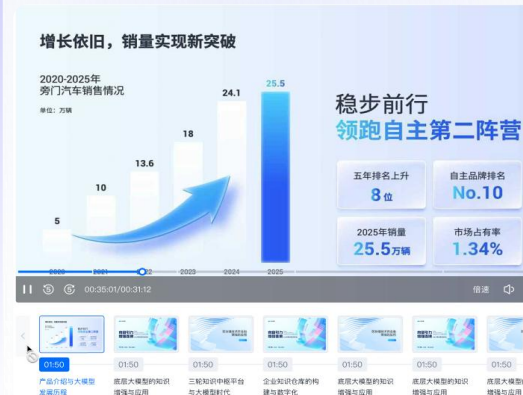 增长依旧，销量实现新突破
2020-2025年
旁门汽车销售情况
单位：万辆
5
10
13.6
18
24.1
25.5
2020
2021
2022
2023
2024
2025
稳步前行
领跑自主第二阵营
五年排名上升
8位
自主品牌排名
No.10
2025年销量
25.5万辆
市场占有率
1.34%
5
5
00:35:01/00:31:12
倍速
01:50
01:50
01:50
01:50
01:50
01:50
01:50
产品介绍与大模型
发展历程
底层大模型的知识
增强与应用
三轮知识中枢平台
与大模型时代
企业知识仓库的构
建与数字化
底层大模型的知识
增强与应用
底层大模型的知识
增强与应用
底层大模型
增强与应